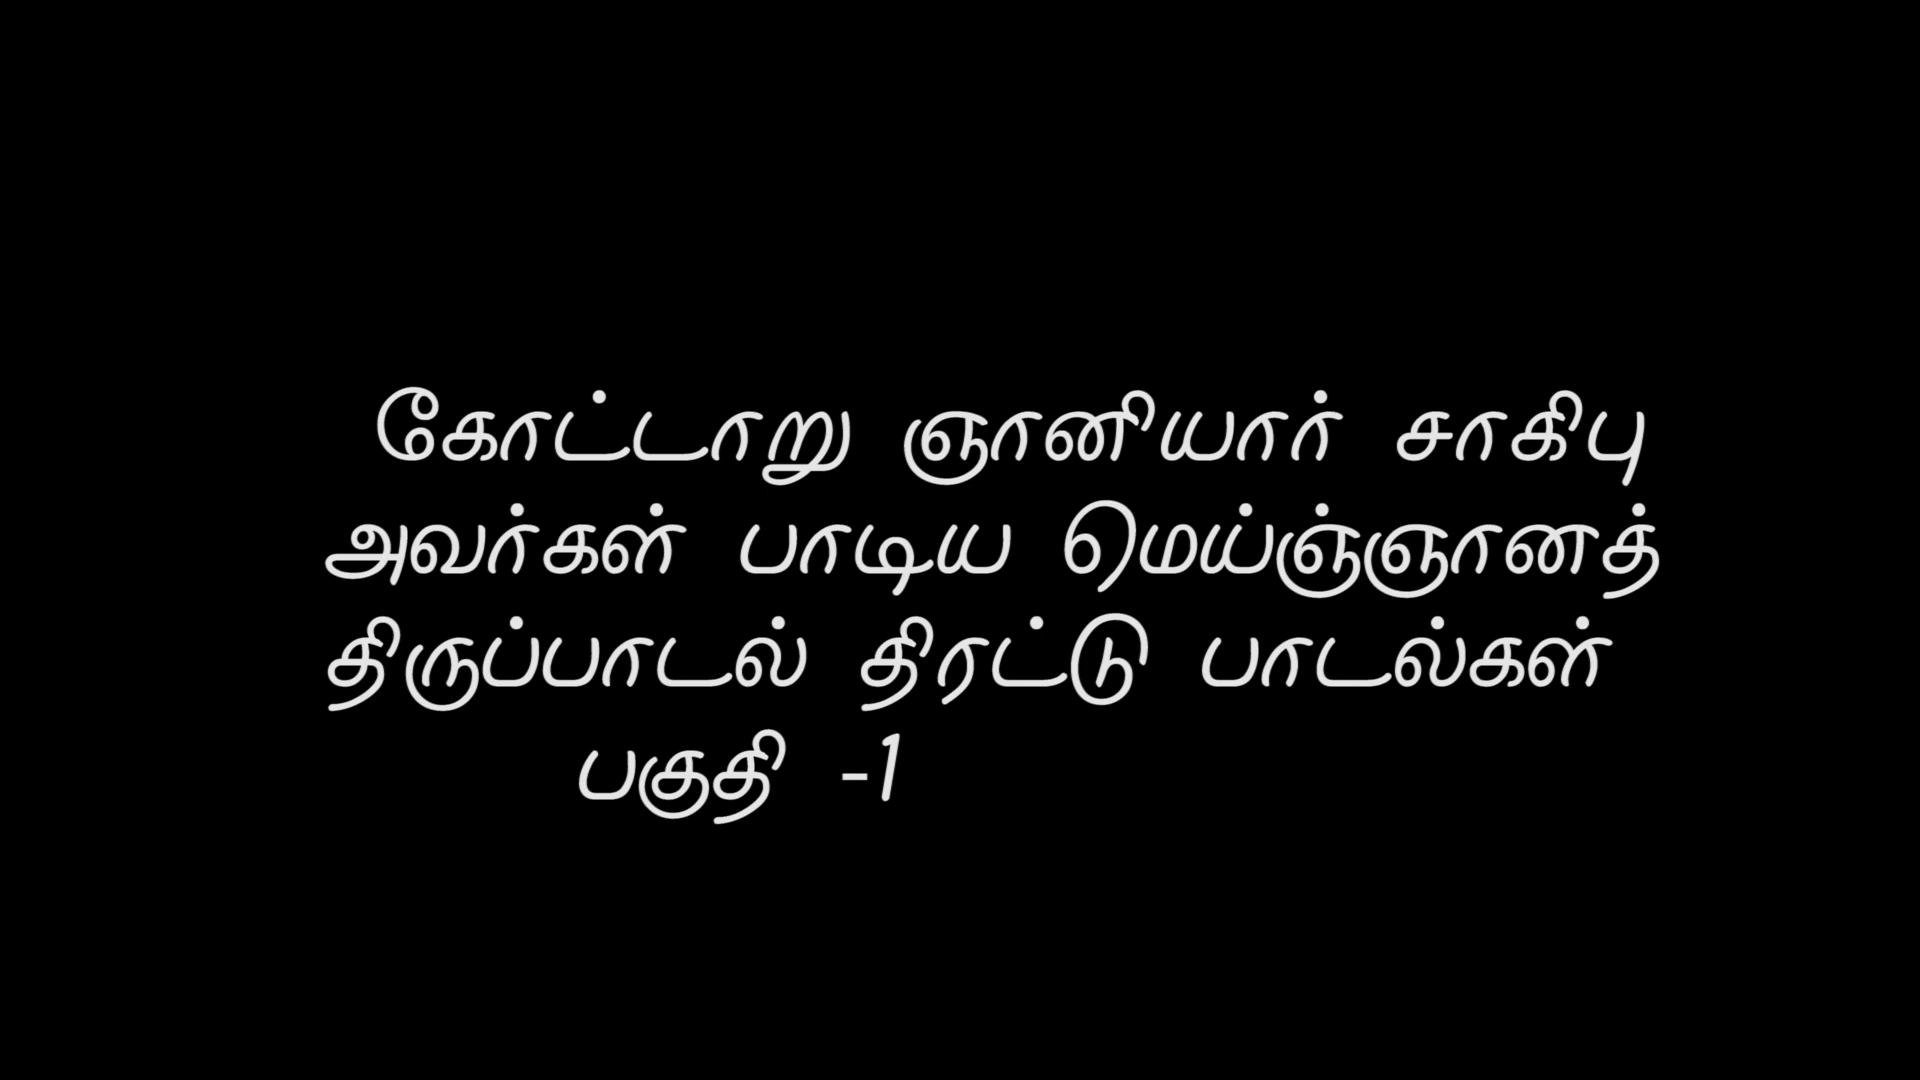 கோட்டாறு ஞானியார் சாகிபு
அவர்கள் பாடிய மெய்ஞ்ஞானத்
திருப்பாடல் திரட்டு பாடல்கள்
பகுதி -1